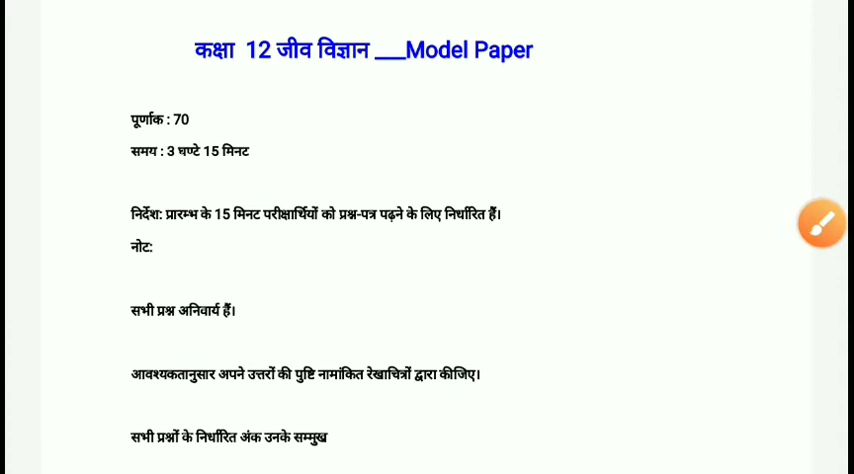 कक्षा 12 जीव विज्ञान ___Model Paper
पूर्णांक : 70
समय : 3 घण्टे 15 मिनट
निर्देश: प्रारम्भ के 15 मिनट परीक्षार्थियों को प्रश्न-पत्र पढ़ने के लिए निर्धारित हैं।
नोट:
सभी प्रश्न अनिवार्य हैं।
आवश्यकतानुसार अपने उत्तरों की पुष्टि नामांकित रेखाचित्रों द्वारा कीजिए।
सभी प्रश्नों के निर्धारित अंक उनके सम्मुख